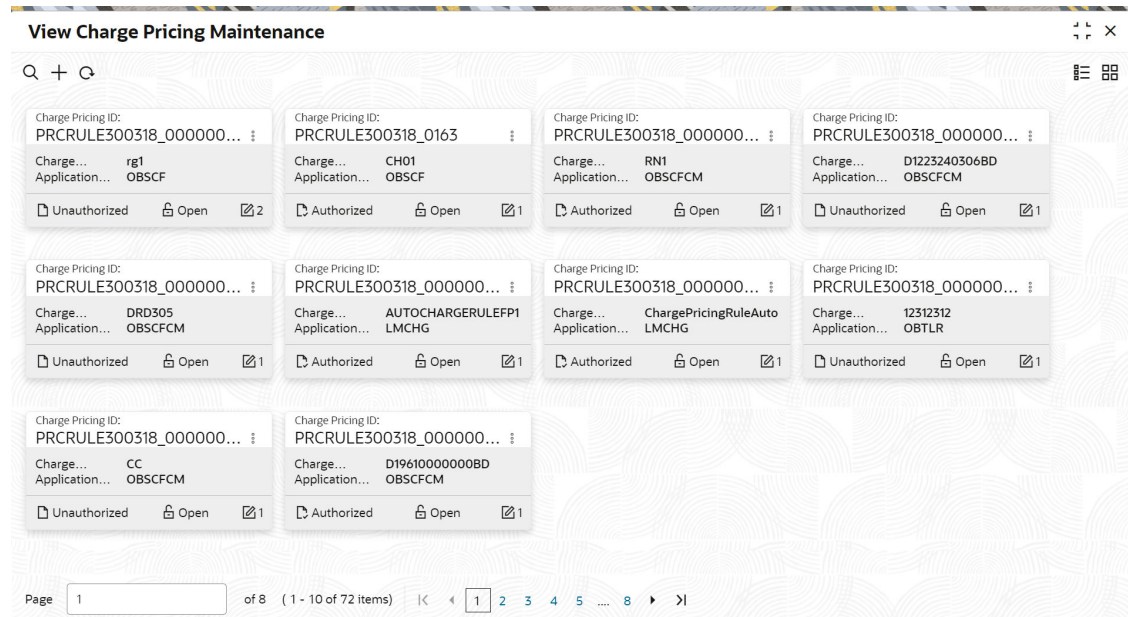 View Charge Pricing Maintenance
Charge Pricing ID:
PRCRULE300318_000000...
Charge... rg1
Application... OBSCF
Unauthorized Open 2
Charge Pricing ID:
PRCRULE300318_0163
Charge... CH01
Application... OBSCF
Authorized Open 1
Charge Pricing ID:
PRCRULE300318_000000...
Charge... RN1
Application... OBSCFCM
Authorized Open 1
Charge Pricing ID:
PRCRULE300318_000000...
Charge... D1223240306BD
Application... OBSCFCM
Unauthorized Open 1
Charge Pricing ID:
PRCRULE300318_000000...
Charge... DRD305
Application... OBSCFCM
Unauthorized Open 1
Charge Pricing ID:
PRCRULE300318_000000...
Charge... AUTOCHARGERULEFP1
Application... LMCHG
Authorized Open 1
Charge Pricing ID:
PRCRULE300318_000000...
Charge... ChargePricingRuleAuto
Application... LMCHG
Authorized Open 1
Charge Pricing ID:
PRCRULE300318_000000...
Charge... 12312312
Application... OBTLR
Unauthorized Open 1
Charge Pricing ID:
PRCRULE300318_000000...
Charge... CC
Application... OBSCFCM
Unauthorized Open 1
Charge Pricing ID:
PRCRULE300318_000000...
Charge... D19610000000BD
Application... OBSCFCM
Authorized Open 1
Page 1 of 8 ( 1 - 10 of 72 items) 1 2 3 4 5 .... 8